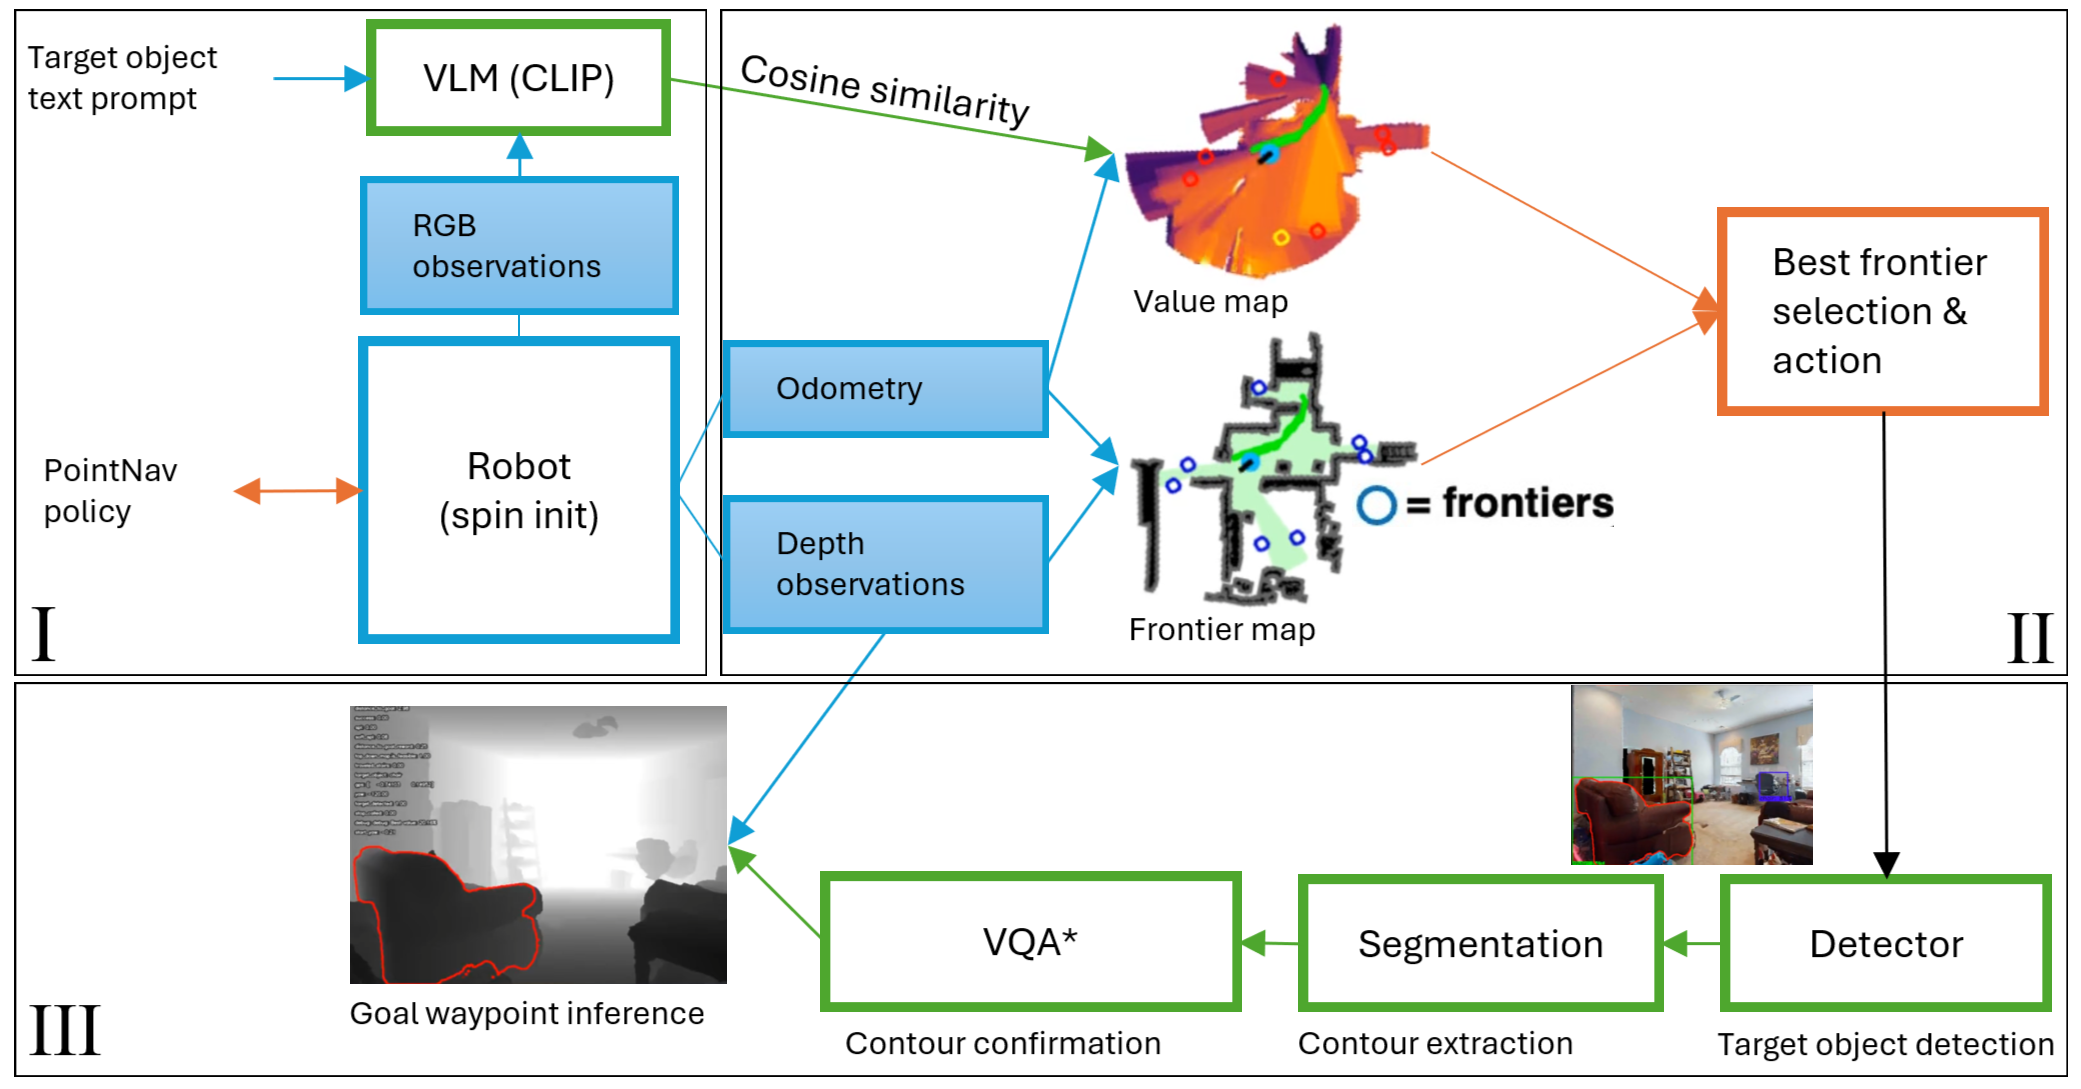 Target object
text prompt
VLM (CLIP)
Cosine similarity
RGB
observations
Value map
Best frontier
selection &
action
Odometry
Robot
(spin init)
PointNav
policy
Depth
observations
= frontiers
Frontier map
I
II
III
Goal waypoint inference
VQA*
Contour confirmation
Segmentation
Contour extraction
Detector
Target object detection